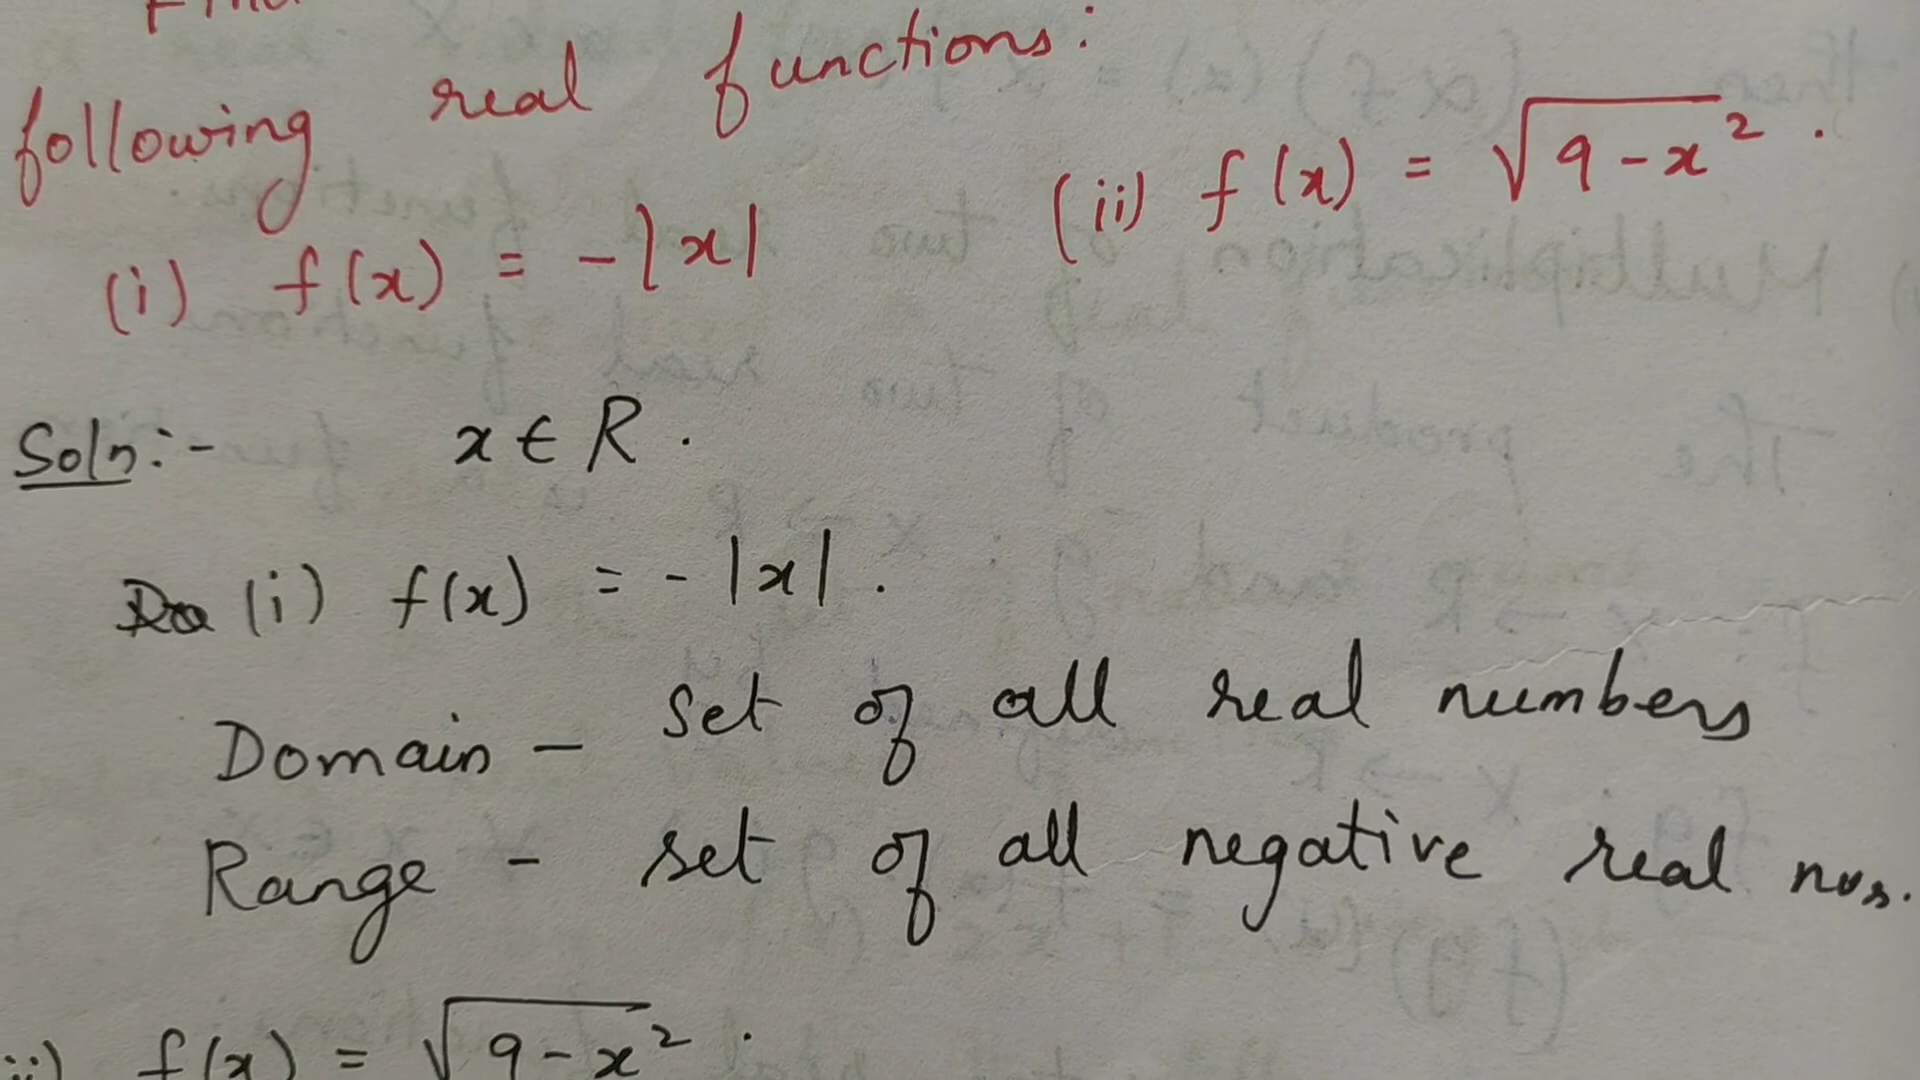 following real functions:
(i) f(x) = -|x| (ii) f(x) = √9-x².
Soln:- x ∈ R.
(i) f(x) = -|x|.
Domain - set of all real numbers
Range - set of all negative real nos.
ii) f(x) = √9-x².